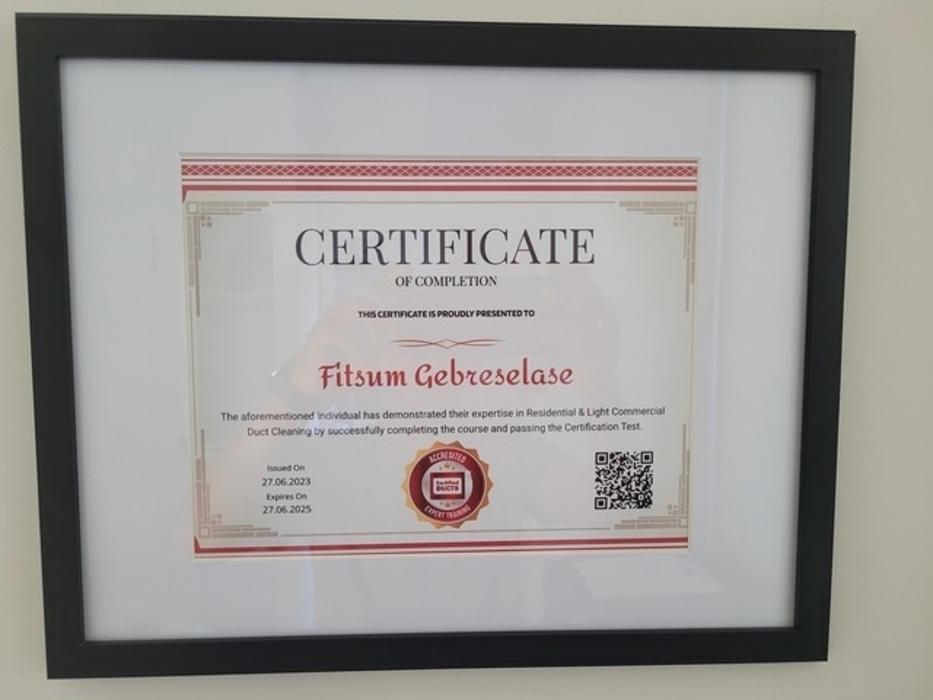 CERTIFICATE
OF COMPLETION
THIS CERTIFICATE IS PROUDLY PRESENTED TO
Fitsum Gebreselase
The aforementioned individual has demonstrated their expertise in Residential & Light Commercial
Duct Cleaning by successfully completing the course and passing the Certification Test.
Issued On
27.06.2023
Expires On
27.06.2025
ACCREDITED
Certified
DUCTS
EXPERT TRAINING